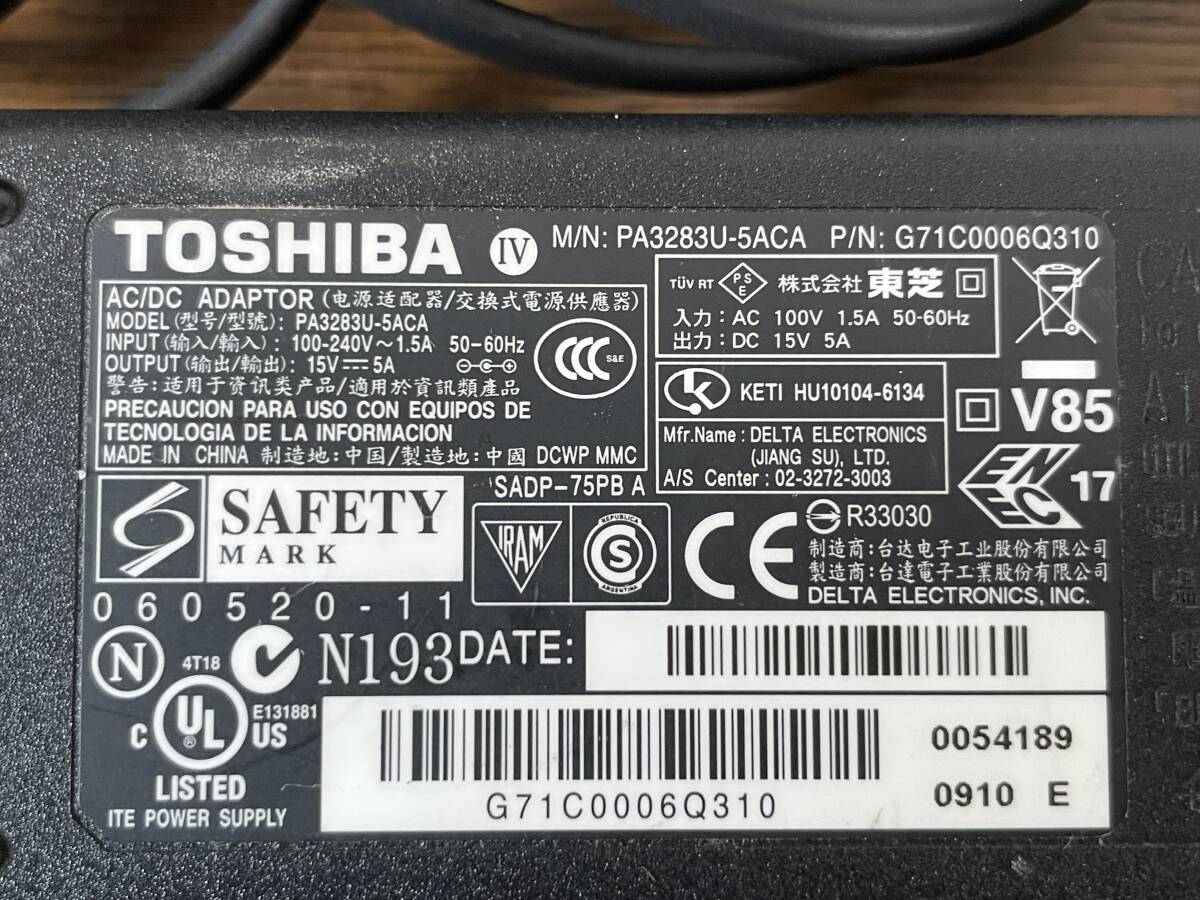 TOSHIBA IV M/N: PA3283U-5ACA P/N: G71C0006Q310
AC/DC ADAPTOR (电源适配器/交換式電源供應器)
MODEL (型号/型號): PA3283U-5ACA
INPUT (输入/輸入): 100-240V~1.5A 50-60Hz
OUTPUT (输出/輸出): 15V⎓5A
警告: 适用于资讯类产品/適用於資訊類產品
PRECAUCION PARA USO CON EQUIPOS DE
TECNOLOGIA DE LA INFORMACION
MADE IN CHINA 制造地: 中国/製造地: 中國 DCWP MMC
CCC S&E
TÜV RT PSE 株式会社 東芝
入力: AC 100V 1.5A 50-60Hz
出力: DC 15V 5A
KETI HU10104-6134
Mfr.Name : DELTA ELECTRONICS
(JIANG SU), LTD.
A/S Center : 02-3272-3003
V85
ENEC 17
SADP-75PB A
SAFETY
MARK
060520-11
IRAM
REPUBLICA
S
ARGENTINA
CE
R33030
制造商: 台达电子工业股份有限公司
製造商: 台達電子工業股份有限公司
DELTA ELECTRONICS, INC.
N
4T18
N193
DATE:
C UL ® US
E131881
LISTED
ITE POWER SUPPLY
G71C0006Q310
0054189
0910 E